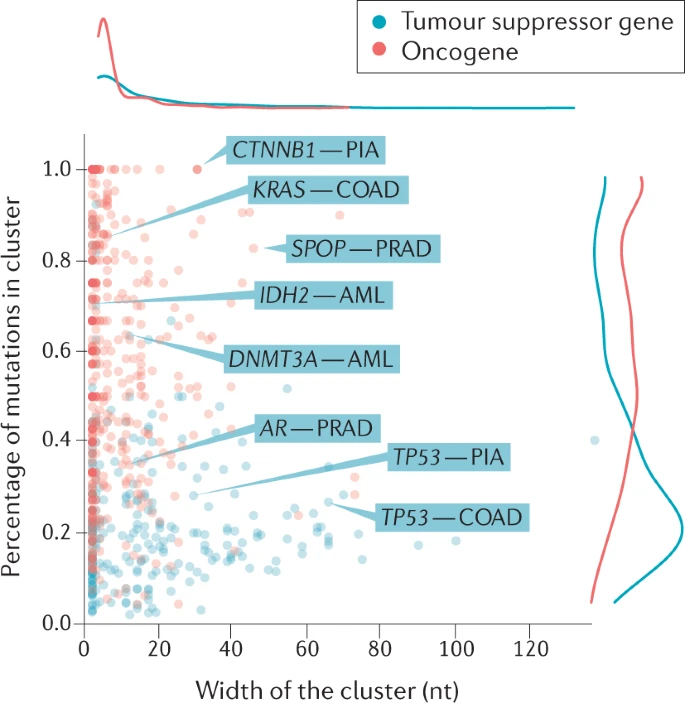 Tumour suppressor gene
Oncogene
CTNNB1—PIA
KRAS—COAD
SPOP—PRAD
IDH2—AML
DNMT3A—AML
AR—PRAD
TP53—PIA
TP53—COAD
Percentage of mutations in cluster
1.0
0.8
0.6
0.4
0.2
0.0
0 20 40 60 80 100 120
Width of the cluster (nt)